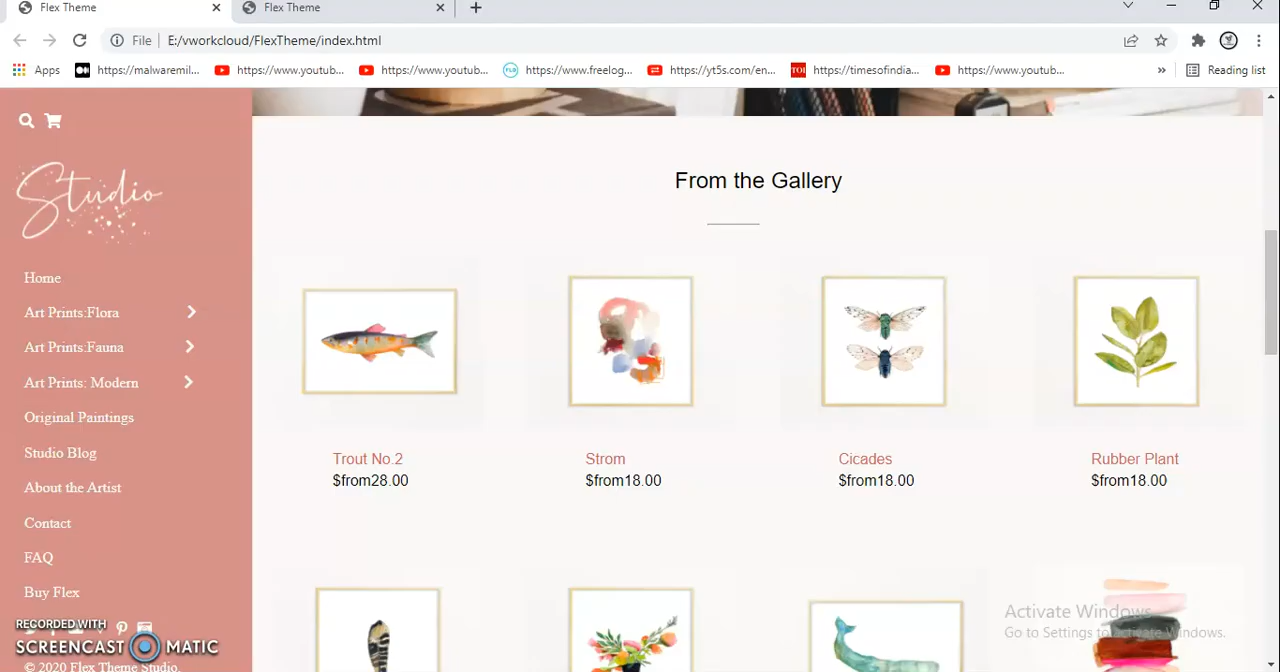 Flex Theme
Flex Theme
File
E:/vworkcloud/FlexTheme/index.html
Apps
https://malwaremil...
https://www.youtub...
https://www.youtub...
https://www.freelog...
https://yt5s.com/en...
TOI
https://timesofindia...
https://www.youtub...
Reading list
Studio
Home
Art Prints:Flora
Art Prints:Fauna
Art Prints: Modern
Original Paintings
Studio Blog
About the Artist
Contact
FAQ
Buy Flex
RECORDED WITH
SCREENCAST MATIC
© 2020 Flex Theme Studio.
From the Gallery
Trout No.2
$from28.00
Strom
$from18.00
Cicades
$from18.00
Rubber Plant
$from18.00
Activate Windows
Go to Settings to activate Windows.